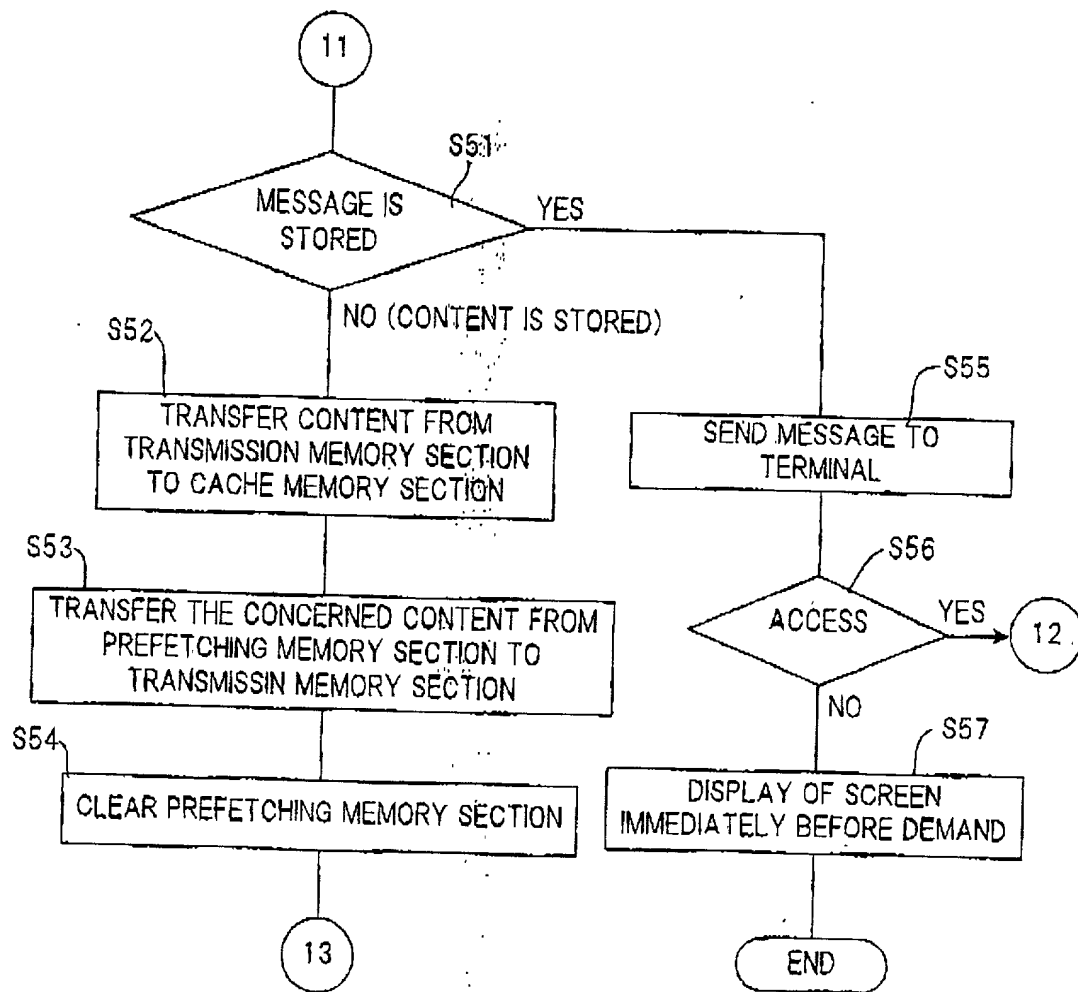 11
S51
MESSAGE IS
STORED
YES
NO (CONTENT IS STORED)
S52
TRANSFER CONTENT FROM
TRANSMISSION MEMORY SECTION
TO CACHE MEMORY SECTION
S53
TRANSFER THE CONCERNED CONTENT FROM
PREFETCHING MEMORY SECTION TO
TRANSMISSIN MEMORY SECTION
S54
CLEAR PREFETCHING MEMORY SECTION
13
S55
SEND MESSAGE TO
TERMINAL
S56
ACCESS
YES
12
NO
S57
DISPLAY OF SCREEN
IMMEDIATELY BEFORE DEMAND
END